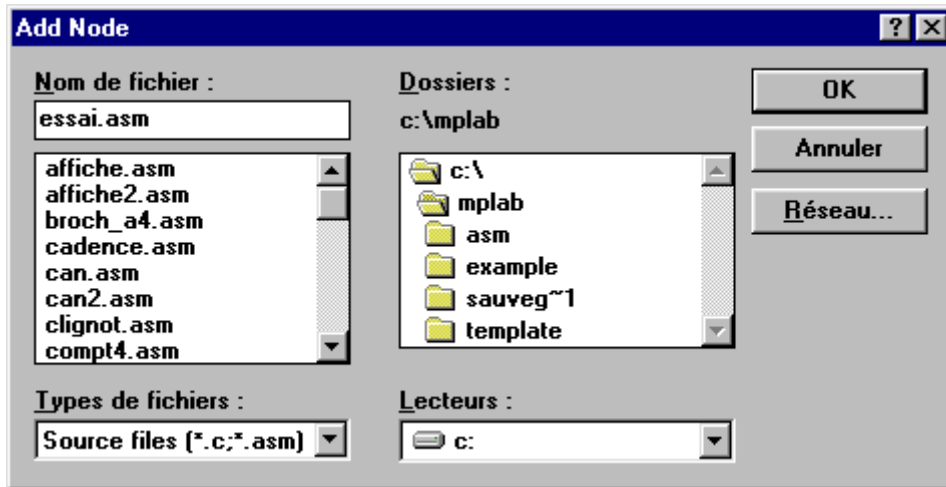 Add Node
Nom de fichier :
essai.asm
affiche.asm
affiche2.asm
broch_a4.asm
cadence.asm
can.asm
can2.asm
clignot.asm
compt4.asm
Types de fichiers :
Source files (*.c;*.asm)
Dossiers :
c:\mplab
c:\
mplab
asm
example
sauveg~1
template
Lecteurs :
c:
OK
Annuler
Réseau...